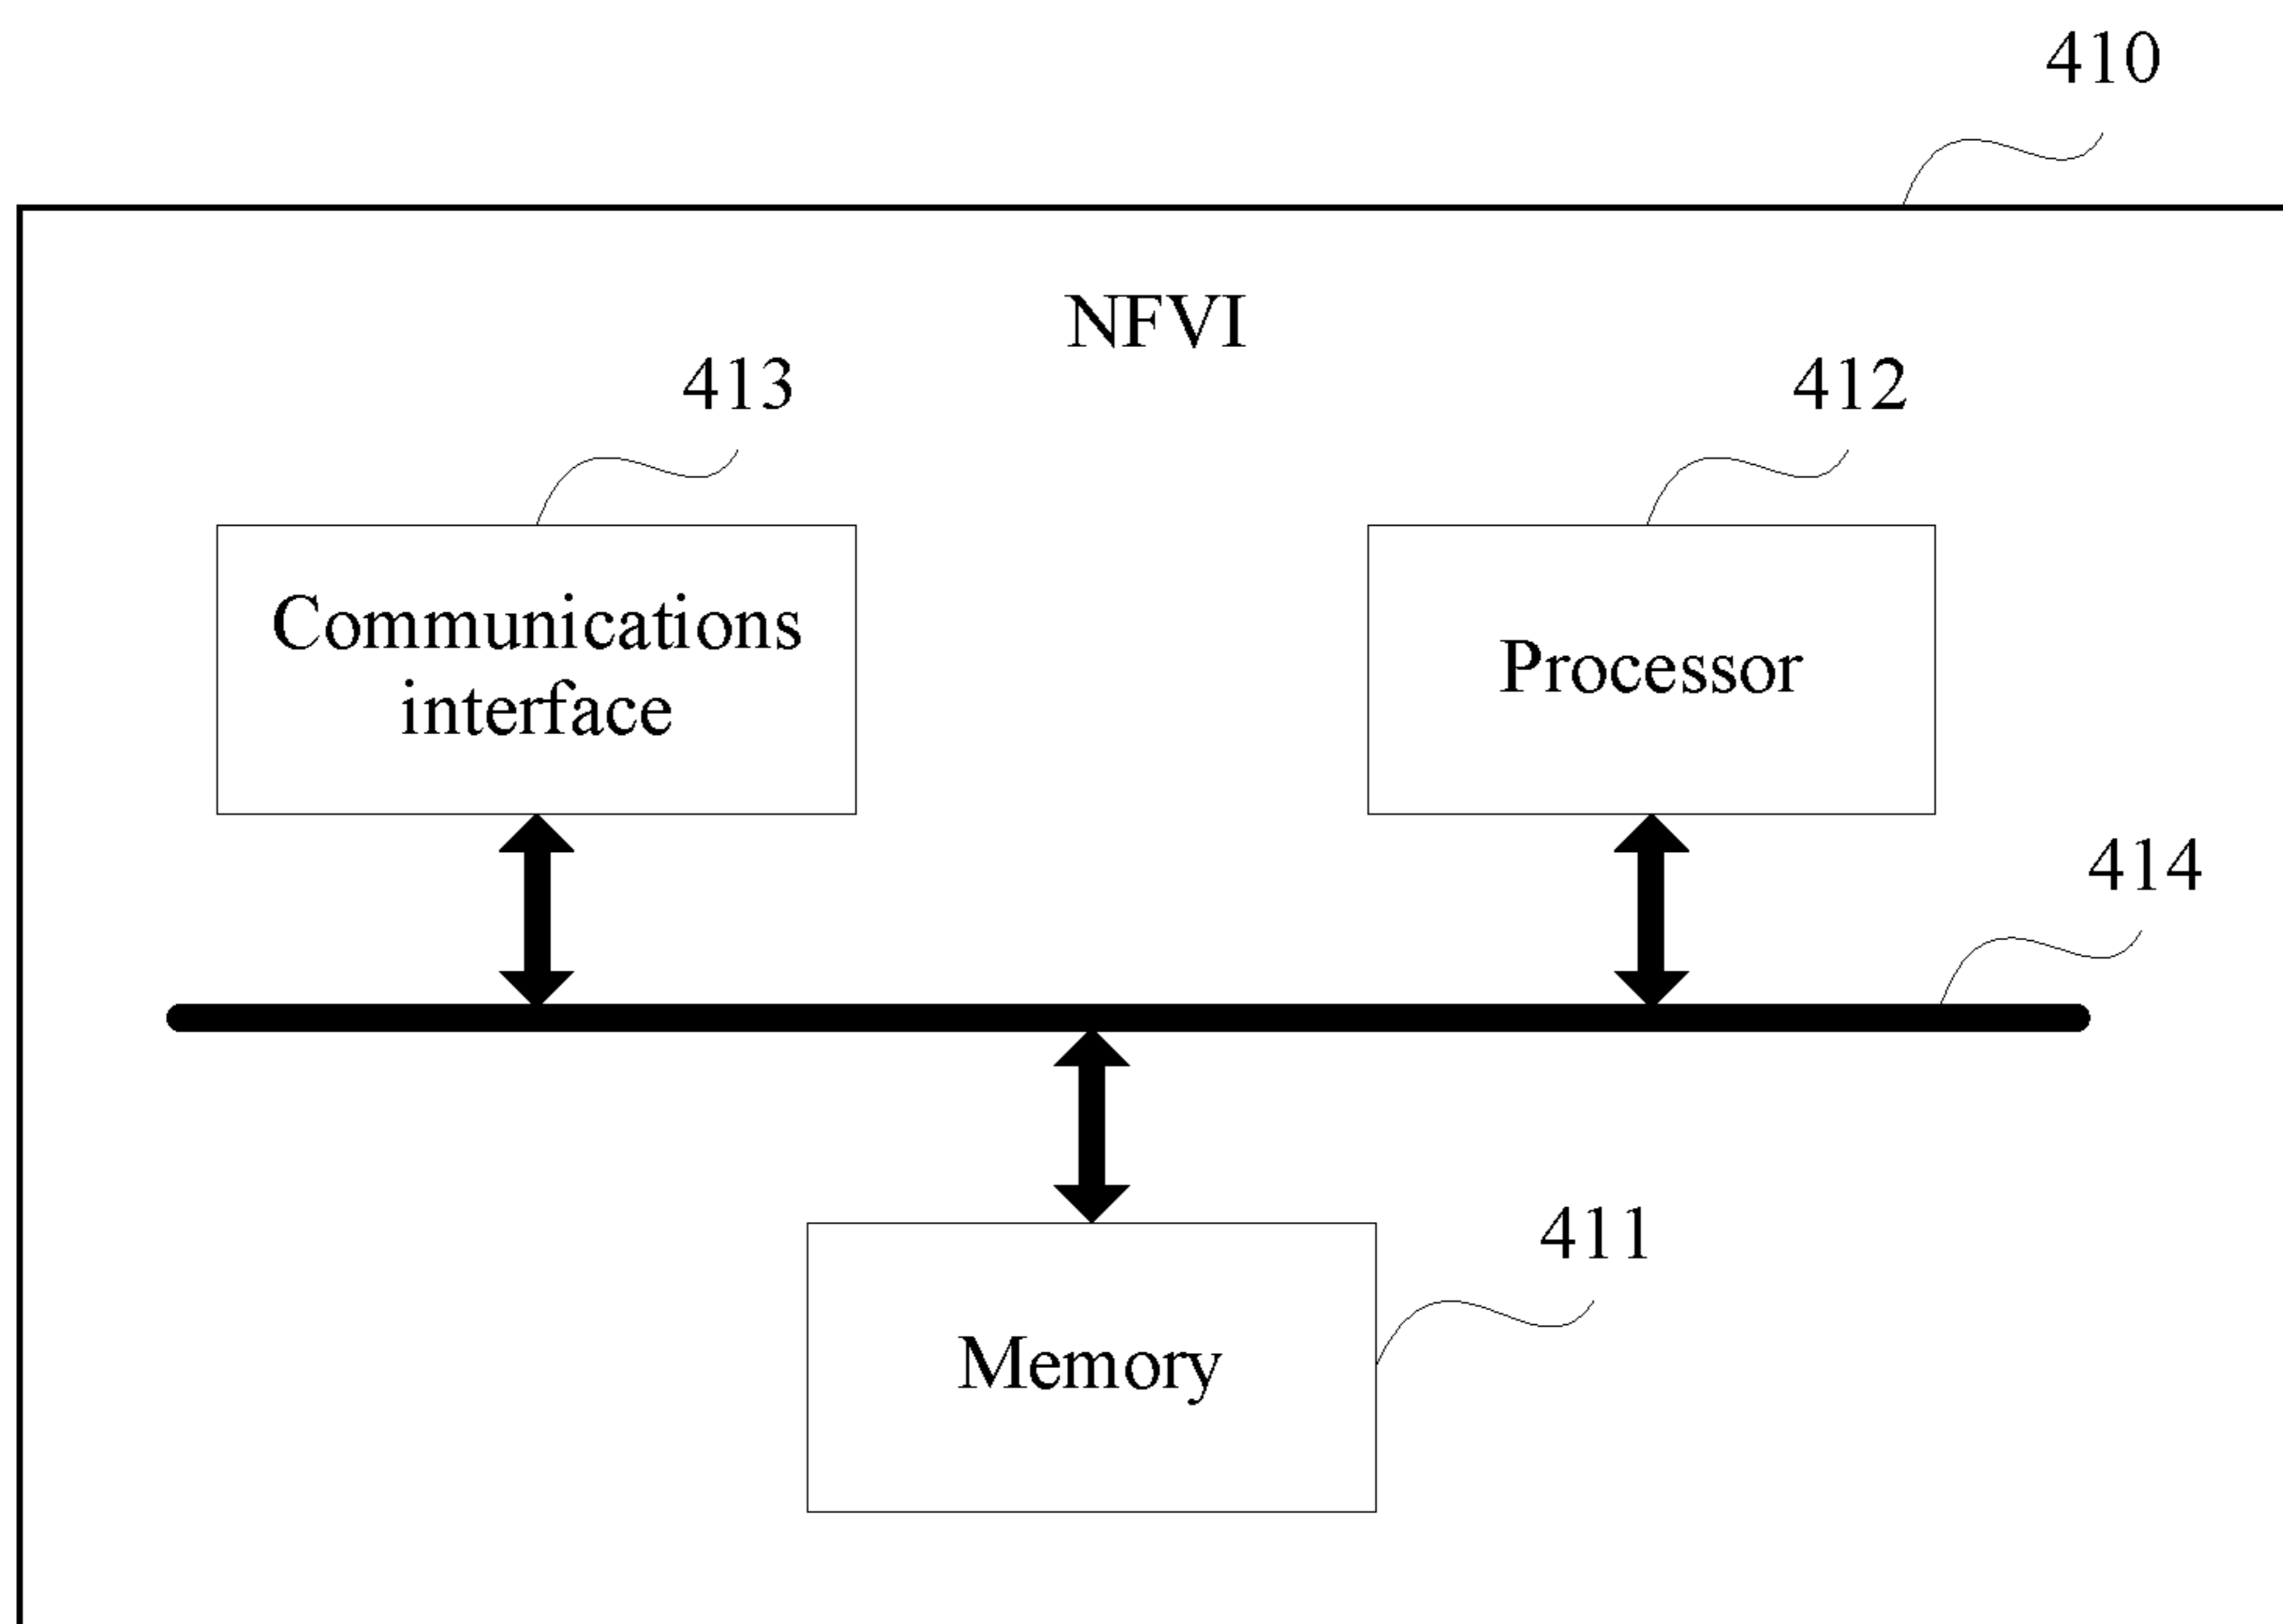 410
NFVI
413
412
Communications
interface
Processor
414
411
Memory